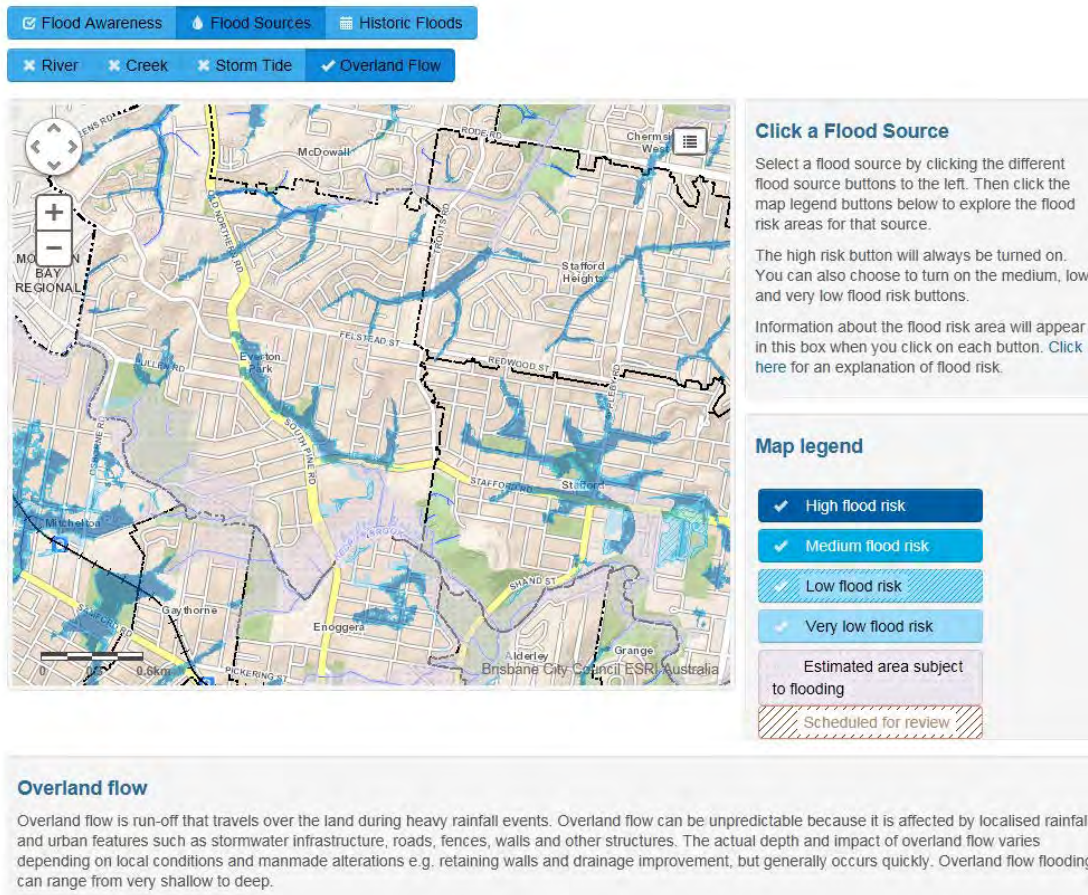 Flood Awareness
Flood Sources
Historic Floods
River
Creek
Storm Tide
Overland Flow
RODE RD
McDowall
OLD NORTHERN RD
TROUTS RD
Stafford
Heights
BAY
REGIONAL
FELSTEAD ST
REDWOOD ST
APPLEBY RD
Everton
Park
SOUTH PINE RD
STAFFORD RD
Stafford
OSBORNE RD
Mitchelton
SHAND ST
Gaythorne
Enoggera
Alderley
Grange
SAMFORD RD
PICKERING ST
0 0.3 0.6km
Brisbane City Council ESRI Australia
Click a Flood Source
Select a flood source by clicking the different
flood source buttons to the left. Then click the
map legend buttons below to explore the flood
risk areas for that source.
The high risk button will always be turned on.
You can also choose to turn on the medium, low
and very low flood risk buttons.
Information about the flood risk area will appear
in this box when you click on each button. Click
here for an explanation of flood risk.
Map legend
High flood risk
Medium flood risk
Low flood risk
Very low flood risk
Estimated area subject
to flooding
Scheduled for review
Overland flow
Overland flow is run-off that travels over the land during heavy rainfall events. Overland flow can be unpredictable because it is affected by localised rainfall
and urban features such as stormwater infrastructure, roads, fences, walls and other structures. The actual depth and impact of overland flow varies
depending on local conditions and manmade alterations e.g. retaining walls and drainage improvement, but generally occurs quickly. Overland flow flooding
can range from very shallow to deep.